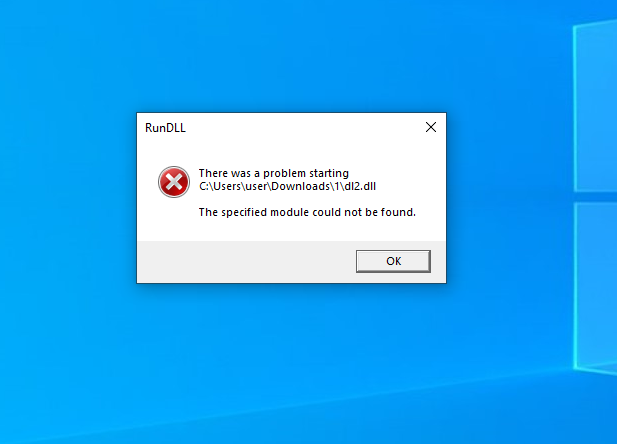 RunDLL
There was a problem starting
C:\Users\user\Downloads\1\dl2.dll
The specified module could not be found.
OK